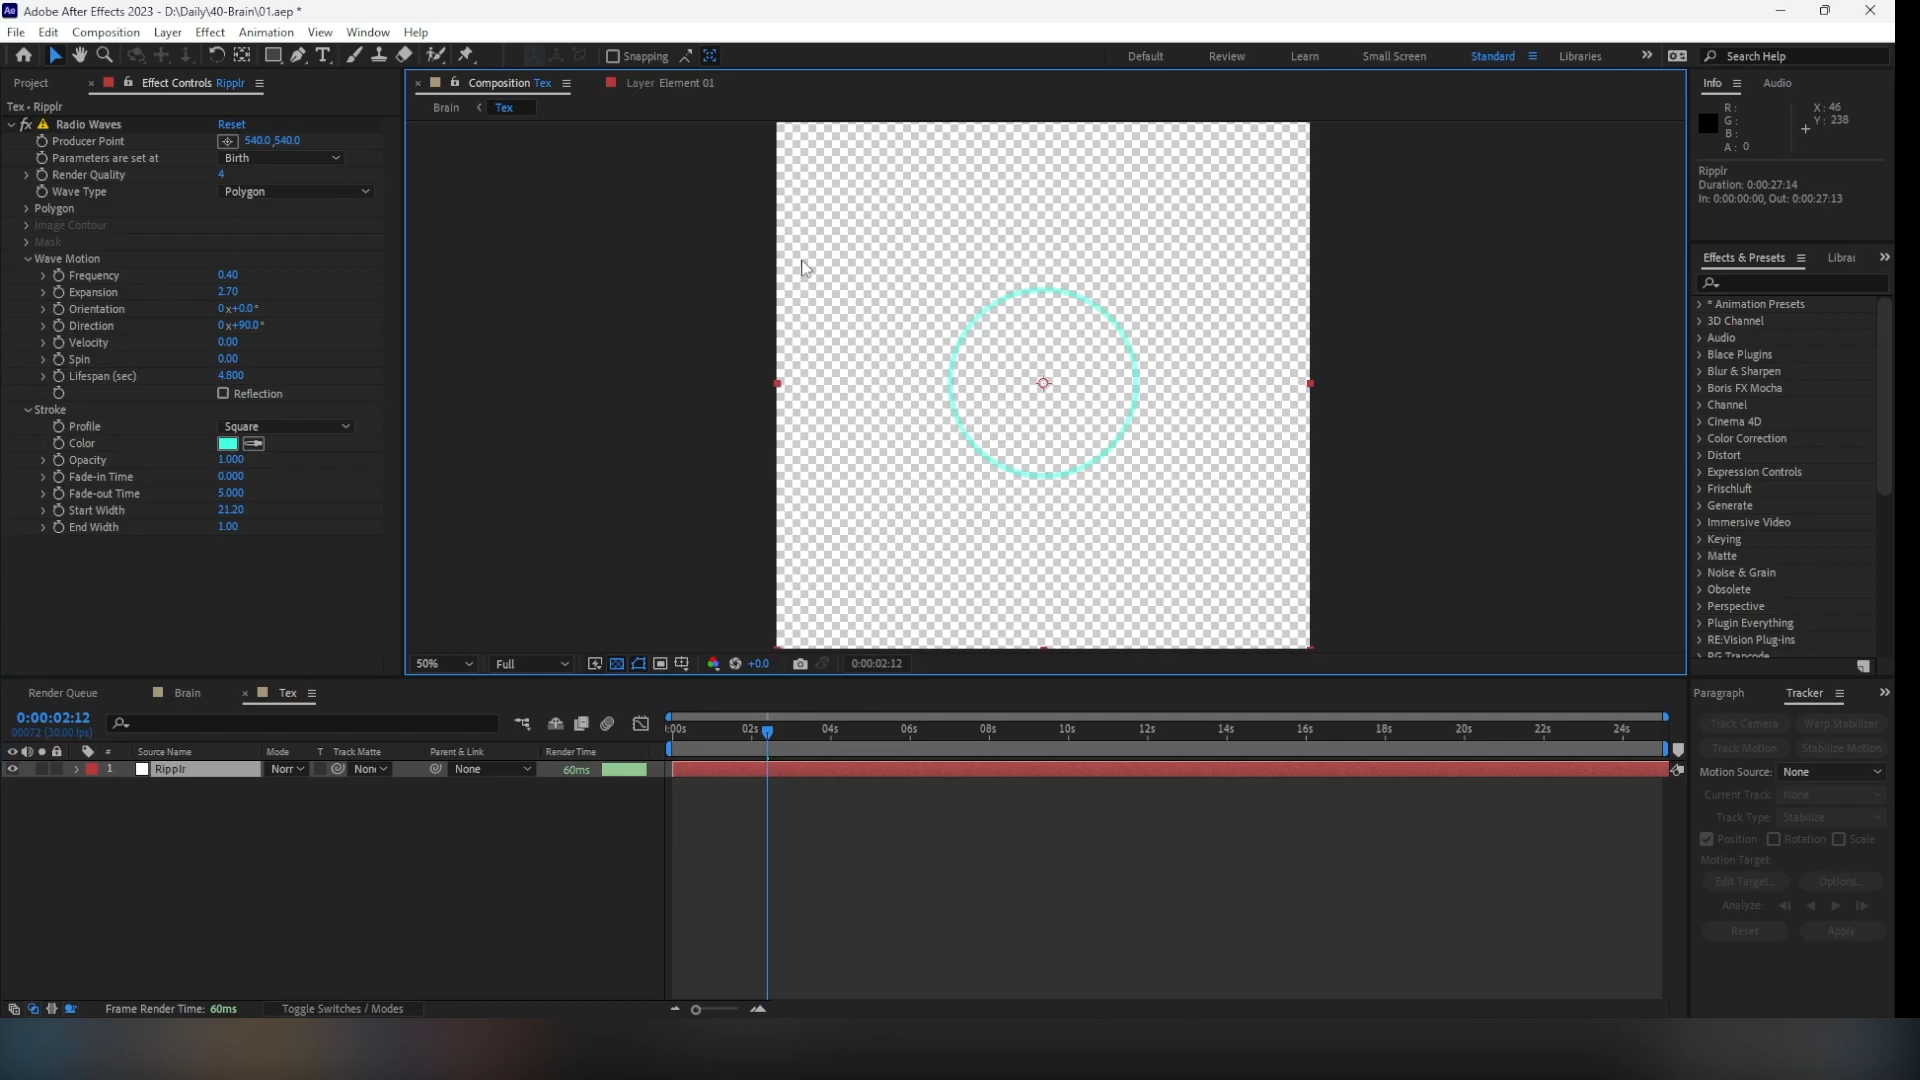 Ae Adobe After Effects 2023 - D:\Daily\40-Brain\01.aep *
File Edit Composition Layer Effect Animation View Window Help
Snapping Default Review Learn Small Screen Standard Libraries Search Help
Project Effect Controls Ripplr
Tex • Ripplr
fx Radio Waves Reset
Producer Point 540.0,540.0
Parameters are set at Birth
Render Quality 4
Wave Type Polygon
Polygon
Image Contour
Mask
Wave Motion
Frequency 0.40
Expansion 2.70
Orientation 0x+0.0°
Direction 0x+90.0°
Velocity 0.00
Spin 0.00
Lifespan (sec) 4.800
Reflection
Stroke
Profile Square
Color
Opacity 1.000
Fade-in Time 0.000
Fade-out Time 5.000
Start Width 21.20
End Width 1.00
Composition Tex Layer Element 01
Brain Tex
50% Full +0.0 0:00:02:12
Info Audio
R: X: 46
G: Y: 238
B:
A: 0
Ripplr
Duration: 0:00:27:14
In: 0:00:00:00, Out: 0:00:27:13
Effects & Presets Librai
* Animation Presets
3D Channel
Audio
Blace Plugins
Blur & Sharpen
Boris FX Mocha
Channel
Cinema 4D
Color Correction
Distort
Expression Controls
Frischluft
Generate
Immersive Video
Keying
Matte
Noise & Grain
Obsolete
Perspective
Plugin Everything
RE:Vision Plug-ins
Render Queue Brain Tex
0:00:02:12
00072 (30.00 fps)
:00s 02s 04s 06s 08s 10s 12s 14s 16s 18s 20s 22s 24s
# Source Name Mode T Track Matte Parent & Link Render Time
1 Ripplr Norr None 60ms
Frame Render Time: 60ms Toggle Switches / Modes
Paragraph Tracker
Track Camera Warp Stabilizer
Track Motion Stabilize Motion
Motion Source: None
Current Track: None
Track Type: Stabilize
Position Rotation Scale
Motion Target:
Edit Target... Options...
Analyze:
Reset Apply